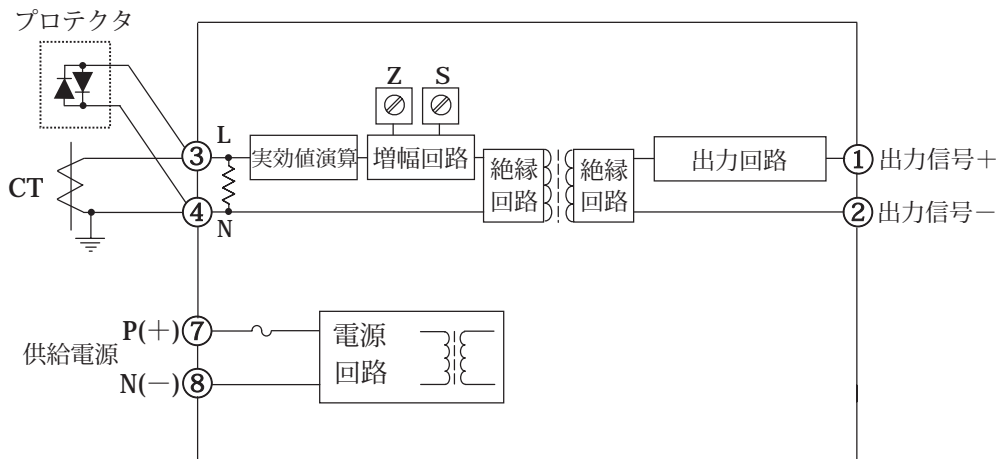 プロテクタ
Z S
L
③ 実効値演算 増幅回路 出力回路 ① 出力信号＋
絶縁
回路
絶縁
回路
CT
④ ② 出力信号－
N
P(＋) ⑦
供給電源
N(－) ⑧
電源
回路